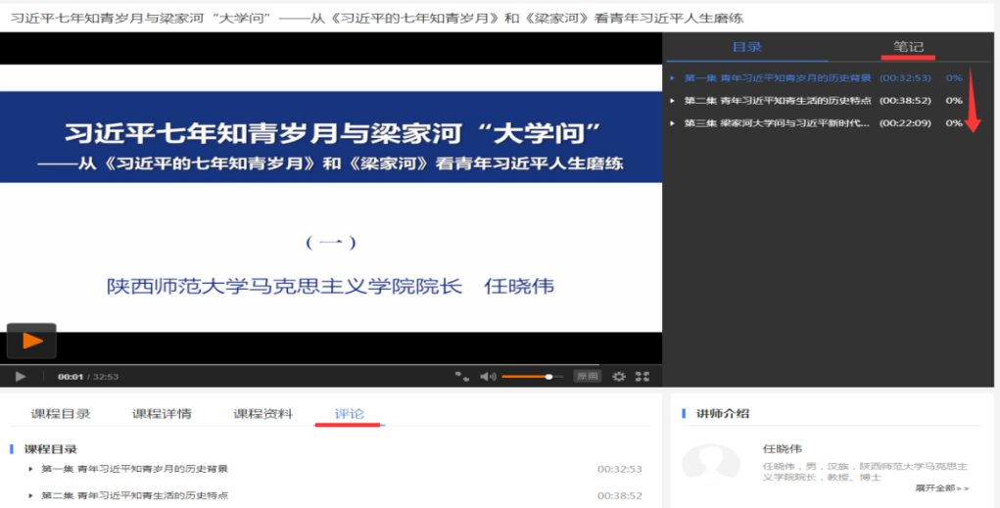 习近平七年知青岁月与梁家河“大学问”——从《习近平的七年知青岁月》和《梁家河》看青年习近平人生磨练
习近平七年知青岁月与梁家河“大学问”
——从《习近平的七年知青岁月》和《梁家河》看青年习近平人生磨练
(一)
陕西师范大学马克思主义学院院长 任晓伟
00:01 / 32:53
原画
目录 笔记
第一集 青年习近平知青岁月的历史背景 (00:32:53) 0%
第二集 青年习近平知青生活的历史特点 (00:38:52) 0%
第三集 梁家河大学问与习近平新时代... (00:22:09) 0%
课程目录 课程详情 课程资料 评论
课程目录
第一集 青年习近平知青岁月的历史背景 00:32:53
第二集 青年习近平知青生活的历史特点 00:38:52
讲师介绍
任晓伟
任晓伟,男,汉族,陕西师范大学马克思主
义学院院长,教授、博士
展开全部>>